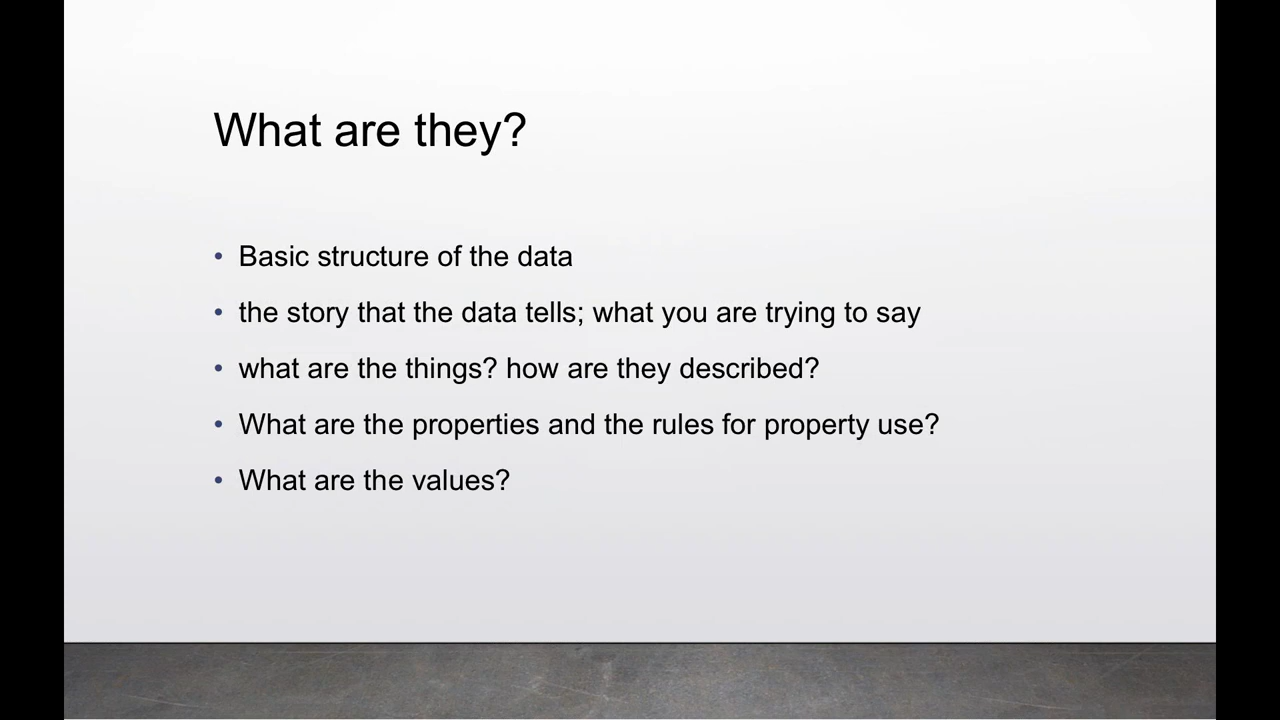 What are they?
• Basic structure of the data
• the story that the data tells; what you are trying to say
• what are the things? how are they described?
• What are the properties and the rules for property use?
• What are the values?